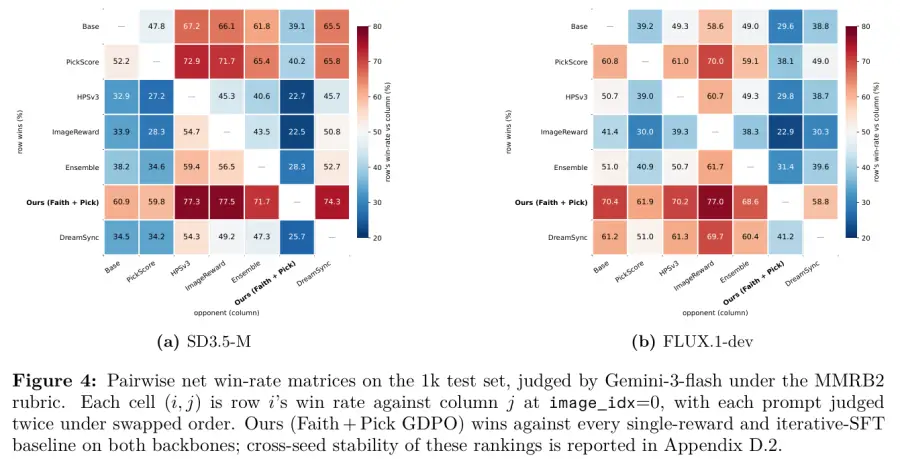 Base — 47.8 67.2 66.1 61.8 39.1 65.5
PickScore 52.2 — 72.9 71.7 65.4 40.2 65.8
HPSv3 32.9 27.2 — 45.3 40.6 22.7 45.7
ImageReward 33.9 28.3 54.7 — 43.5 22.5 50.8
Ensemble 38.2 34.6 59.4 56.5 — 28.3 52.7
Ours (Faith + Pick) 60.9 59.8 77.3 77.5 71.7 — 74.3
DreamSync 34.5 34.2 54.3 49.2 47.3 25.7 —
row wins (%)
Base PickScore HPSv3 ImageReward Ensemble Ours (Faith + Pick) DreamSync
opponent (column)
80
70
60
50
40
30
20
row's win-rate vs column (%)
(a) SD3.5-M
Base — 39.2 49.3 58.6 49.0 29.6 38.8
PickScore 60.8 — 61.0 70.0 59.1 38.1 49.0
HPSv3 50.7 39.0 — 60.7 49.3 29.8 38.7
ImageReward 41.4 30.0 39.3 — 38.3 22.9 30.3
Ensemble 51.0 40.9 50.7 61.7 — 31.4 39.6
Ours (Faith + Pick) 70.4 61.9 70.2 77.0 68.6 — 58.8
DreamSync 61.2 51.0 61.3 69.7 60.4 41.2 —
row wins (%)
Base PickScore HPSv3 ImageReward Ensemble Ours (Faith + Pick) DreamSync
opponent (column)
80
70
60
50
40
30
20
row's win-rate vs column (%)
(b) FLUX.1-dev
Figure 4: Pairwise net win-rate matrices on the 1k test set, judged by Gemini-3-flash under the MMRB2
rubric. Each cell (i, j) is row i's win rate against column j at image_idx=0, with each prompt judged
twice under swapped order. Ours (Faith + Pick GDPO) wins against every single-reward and iterative-SFT
baseline on both backbones; cross-seed stability of these rankings is reported in Appendix D.2.